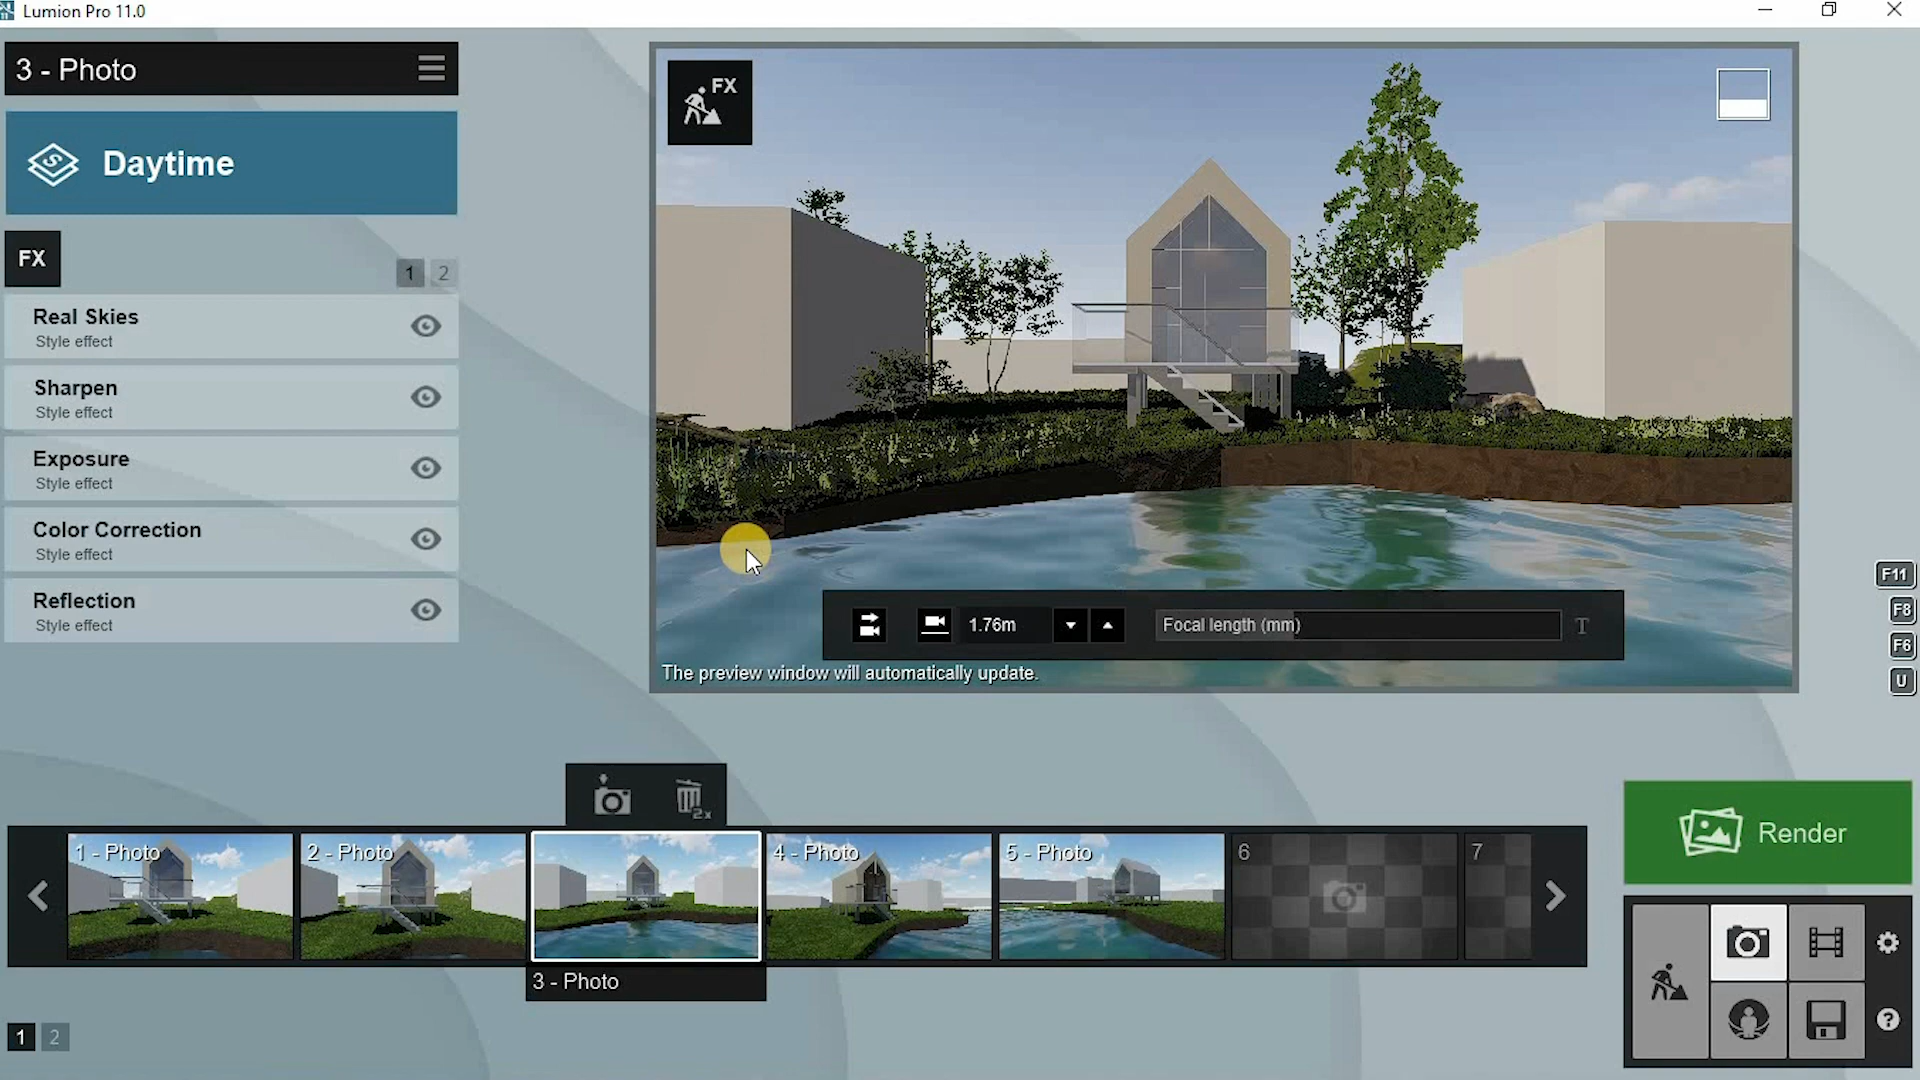 Lumion Pro 11.0
3 - Photo
FX
S
Daytime
FX
1 2
Real Skies
Style effect
Sharpen
Style effect
Exposure
Style effect
Color Correction
Style effect
Reflection
Style effect
1.76m
Focal length (mm)
T
The preview window will automatically update.
F11
F8
F6
U
2x
1 - Photo
2 - Photo
4 - Photo
5 - Photo
6
7
3 - Photo
Render
1 2
?